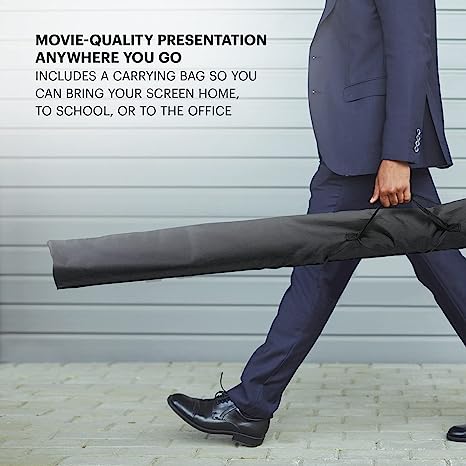 MOVIE-QUALITY PRESENTATION
ANYWHERE YOU GO
INCLUDES A CARRYING BAG SO YOU
CAN BRING YOUR SCREEN HOME,
TO SCHOOL, OR TO THE OFFICE